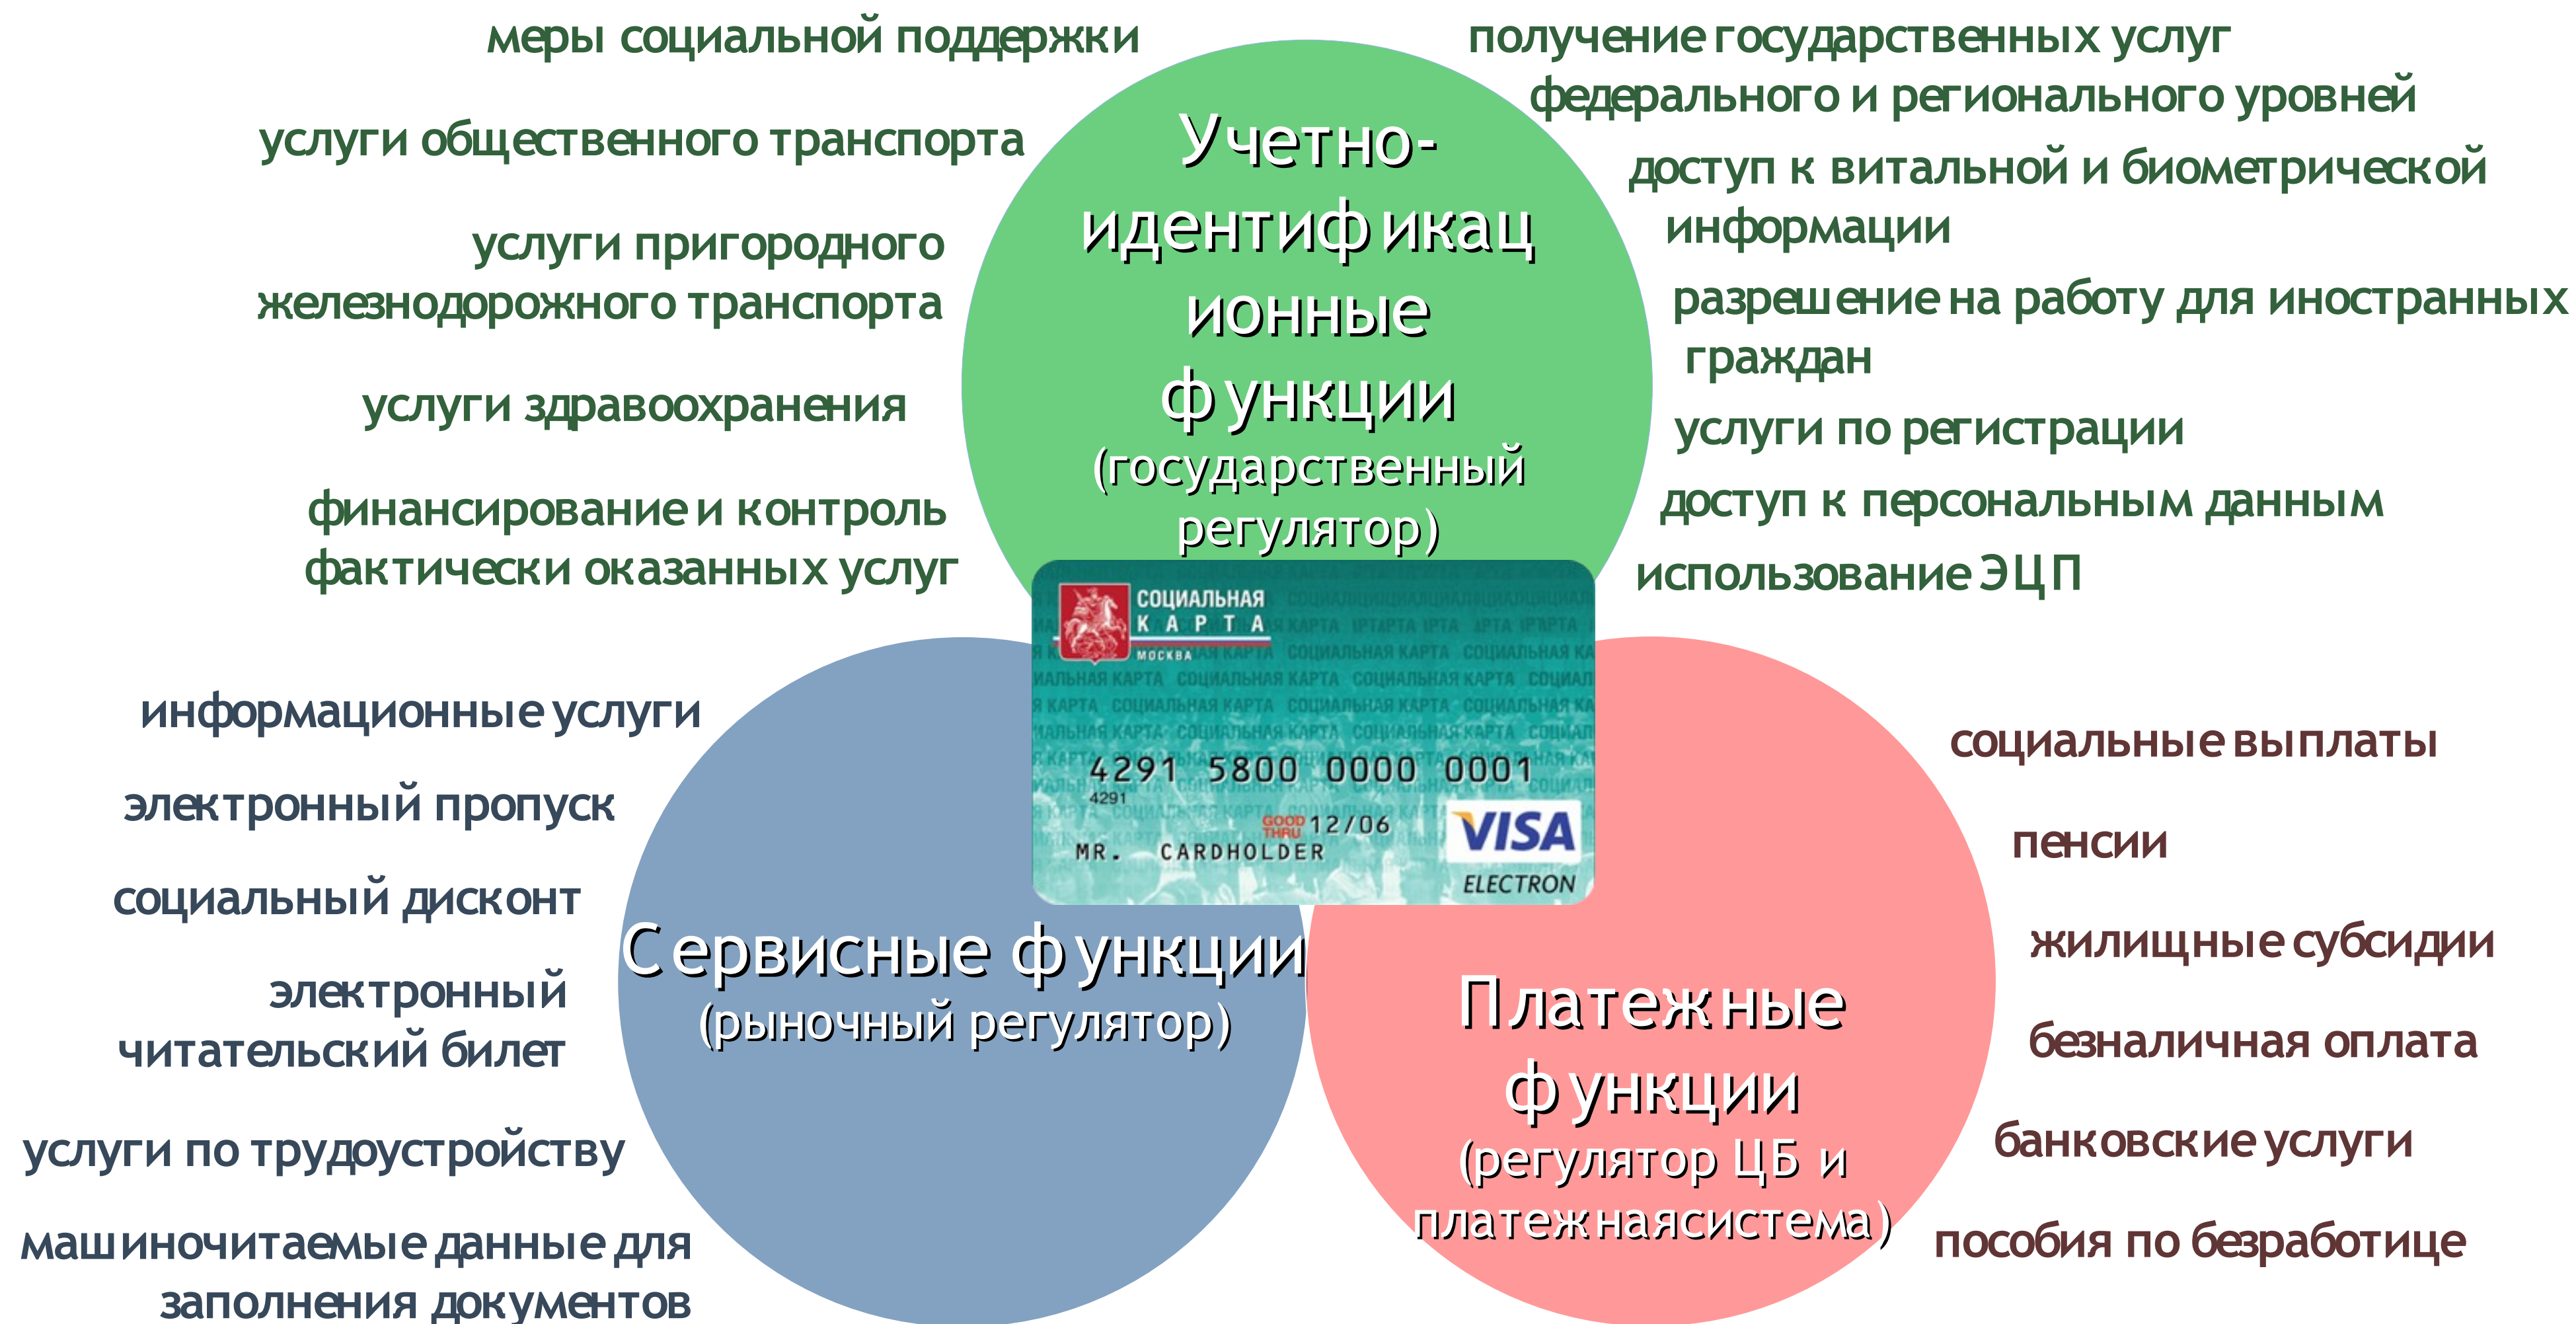 меры социальной поддержки
услуги общественного транспорта
услуги пригородного
железнодорожного транспорта
услуги здравоохранения
финансирование и контроль
фактически оказанных услуг
Учетно-
идентификац
ионные
функции
(государственный
регулятор)
получение государственных услуг
федерального и регионального уровней
доступ к витальной и биометрической
информации
разрешение на работу для иностранных
граждан
услуги по регистрации
доступ к персональным данным
использование ЭЦП
СОЦИАЛЬНАЯ
КАРТА
МОСКВА
4291 5800 0000 0001
4291
GOOD
THRU 12/06
MR. CARDHOLDER
VISA
ELECTRON
информационные услуги
электронный пропуск
социальный дисконт
электронный
читательский билет
услуги по трудоустройству
машиночитаемые данные для
заполнения документов
Сервисные функции
(рыночный регулятор)
Платежные
функции
(регулятор ЦБ и
платежнаясистема)
социальные выплаты
пенсии
жилищные субсидии
безналичная оплата
банковские услуги
пособия по безработице